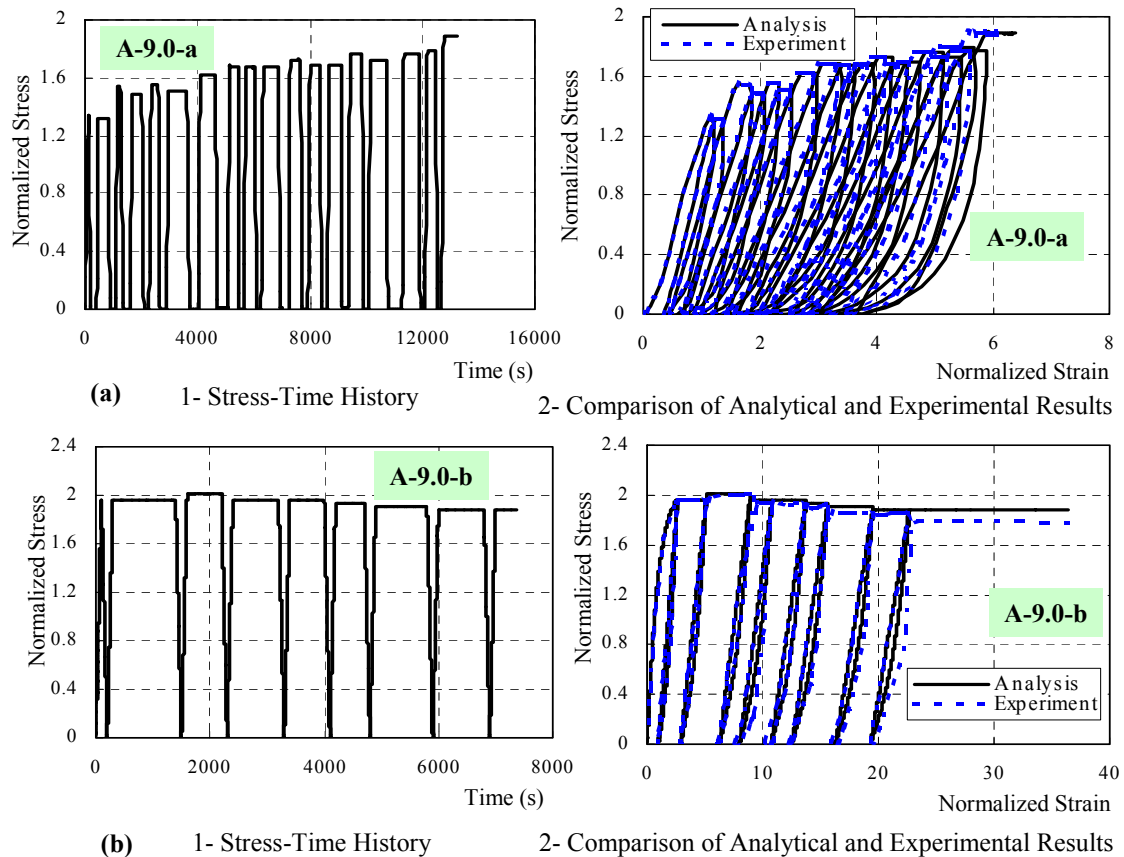 2
1.6
1.2
0.8
0.4
0
A-9.0-a
Normalized Stress
0 4000 8000 12000 16000
Time (s)
2
1.6
1.2
0.8
0.4
0
Analysis
Experiment
A-9.0-a
Normalized Stress
0 2 4 6 8
Normalized Strain
(a) 1- Stress-Time History
2- Comparison of Analytical and Experimental Results
2.4
2
1.6
1.2
0.8
0.4
0
A-9.0-b
Normalized Stress
0 2000 4000 6000 8000
Time (s)
2.4
2
1.6
1.2
0.8
0.4
0
A-9.0-b
Analysis
Experiment
Normalized Stress
0 10 20 30 40
Normalized Strain
(b) 1- Stress-Time History
2- Comparison of Analytical and Experimental Results